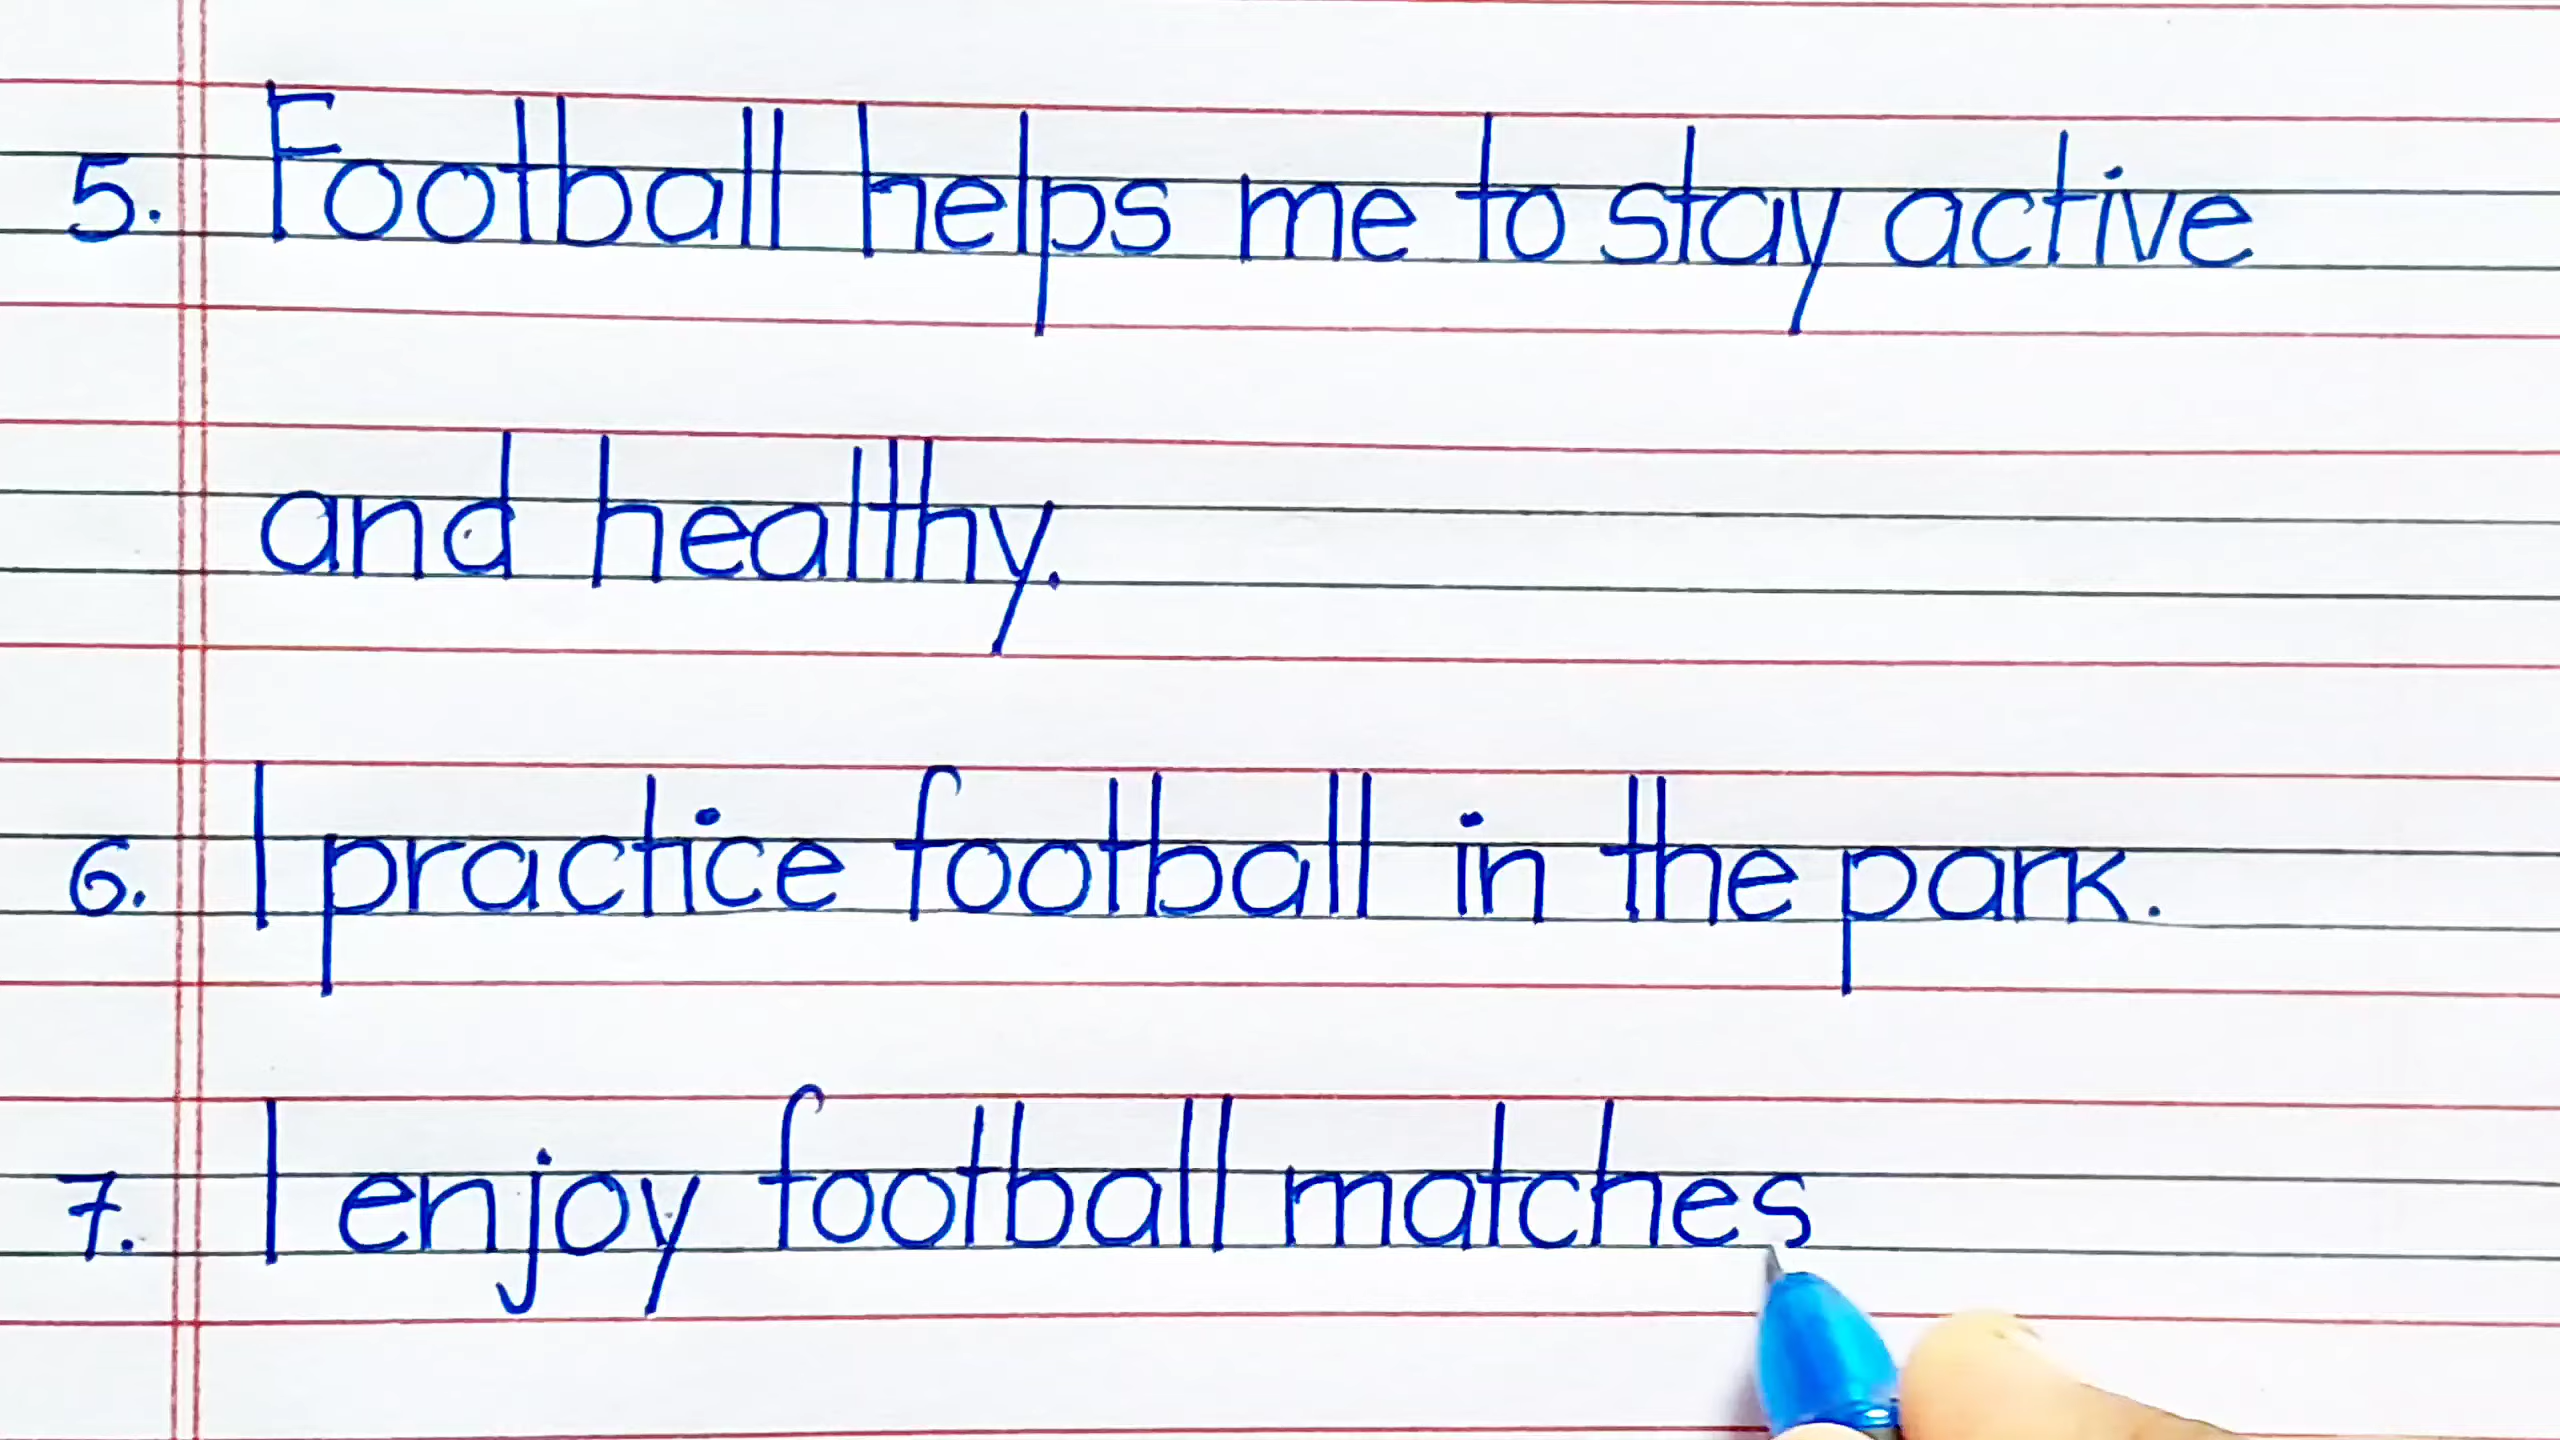 5. Football helps me to stay active
and healthy.
6. I practice football in the park.
7. I enjoy football matches